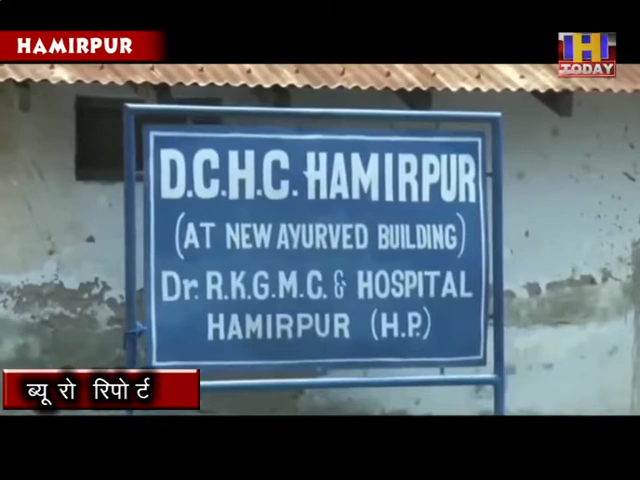 HAMIRPUR
H
TODAY
D.C.H.C. HAMIRPUR
(AT NEW AYURVED BUILDING)
Dr. R.K.G.M.C. & HOSPITAL
HAMIRPUR (H.P.)
ब्यूरो रिपोर्ट